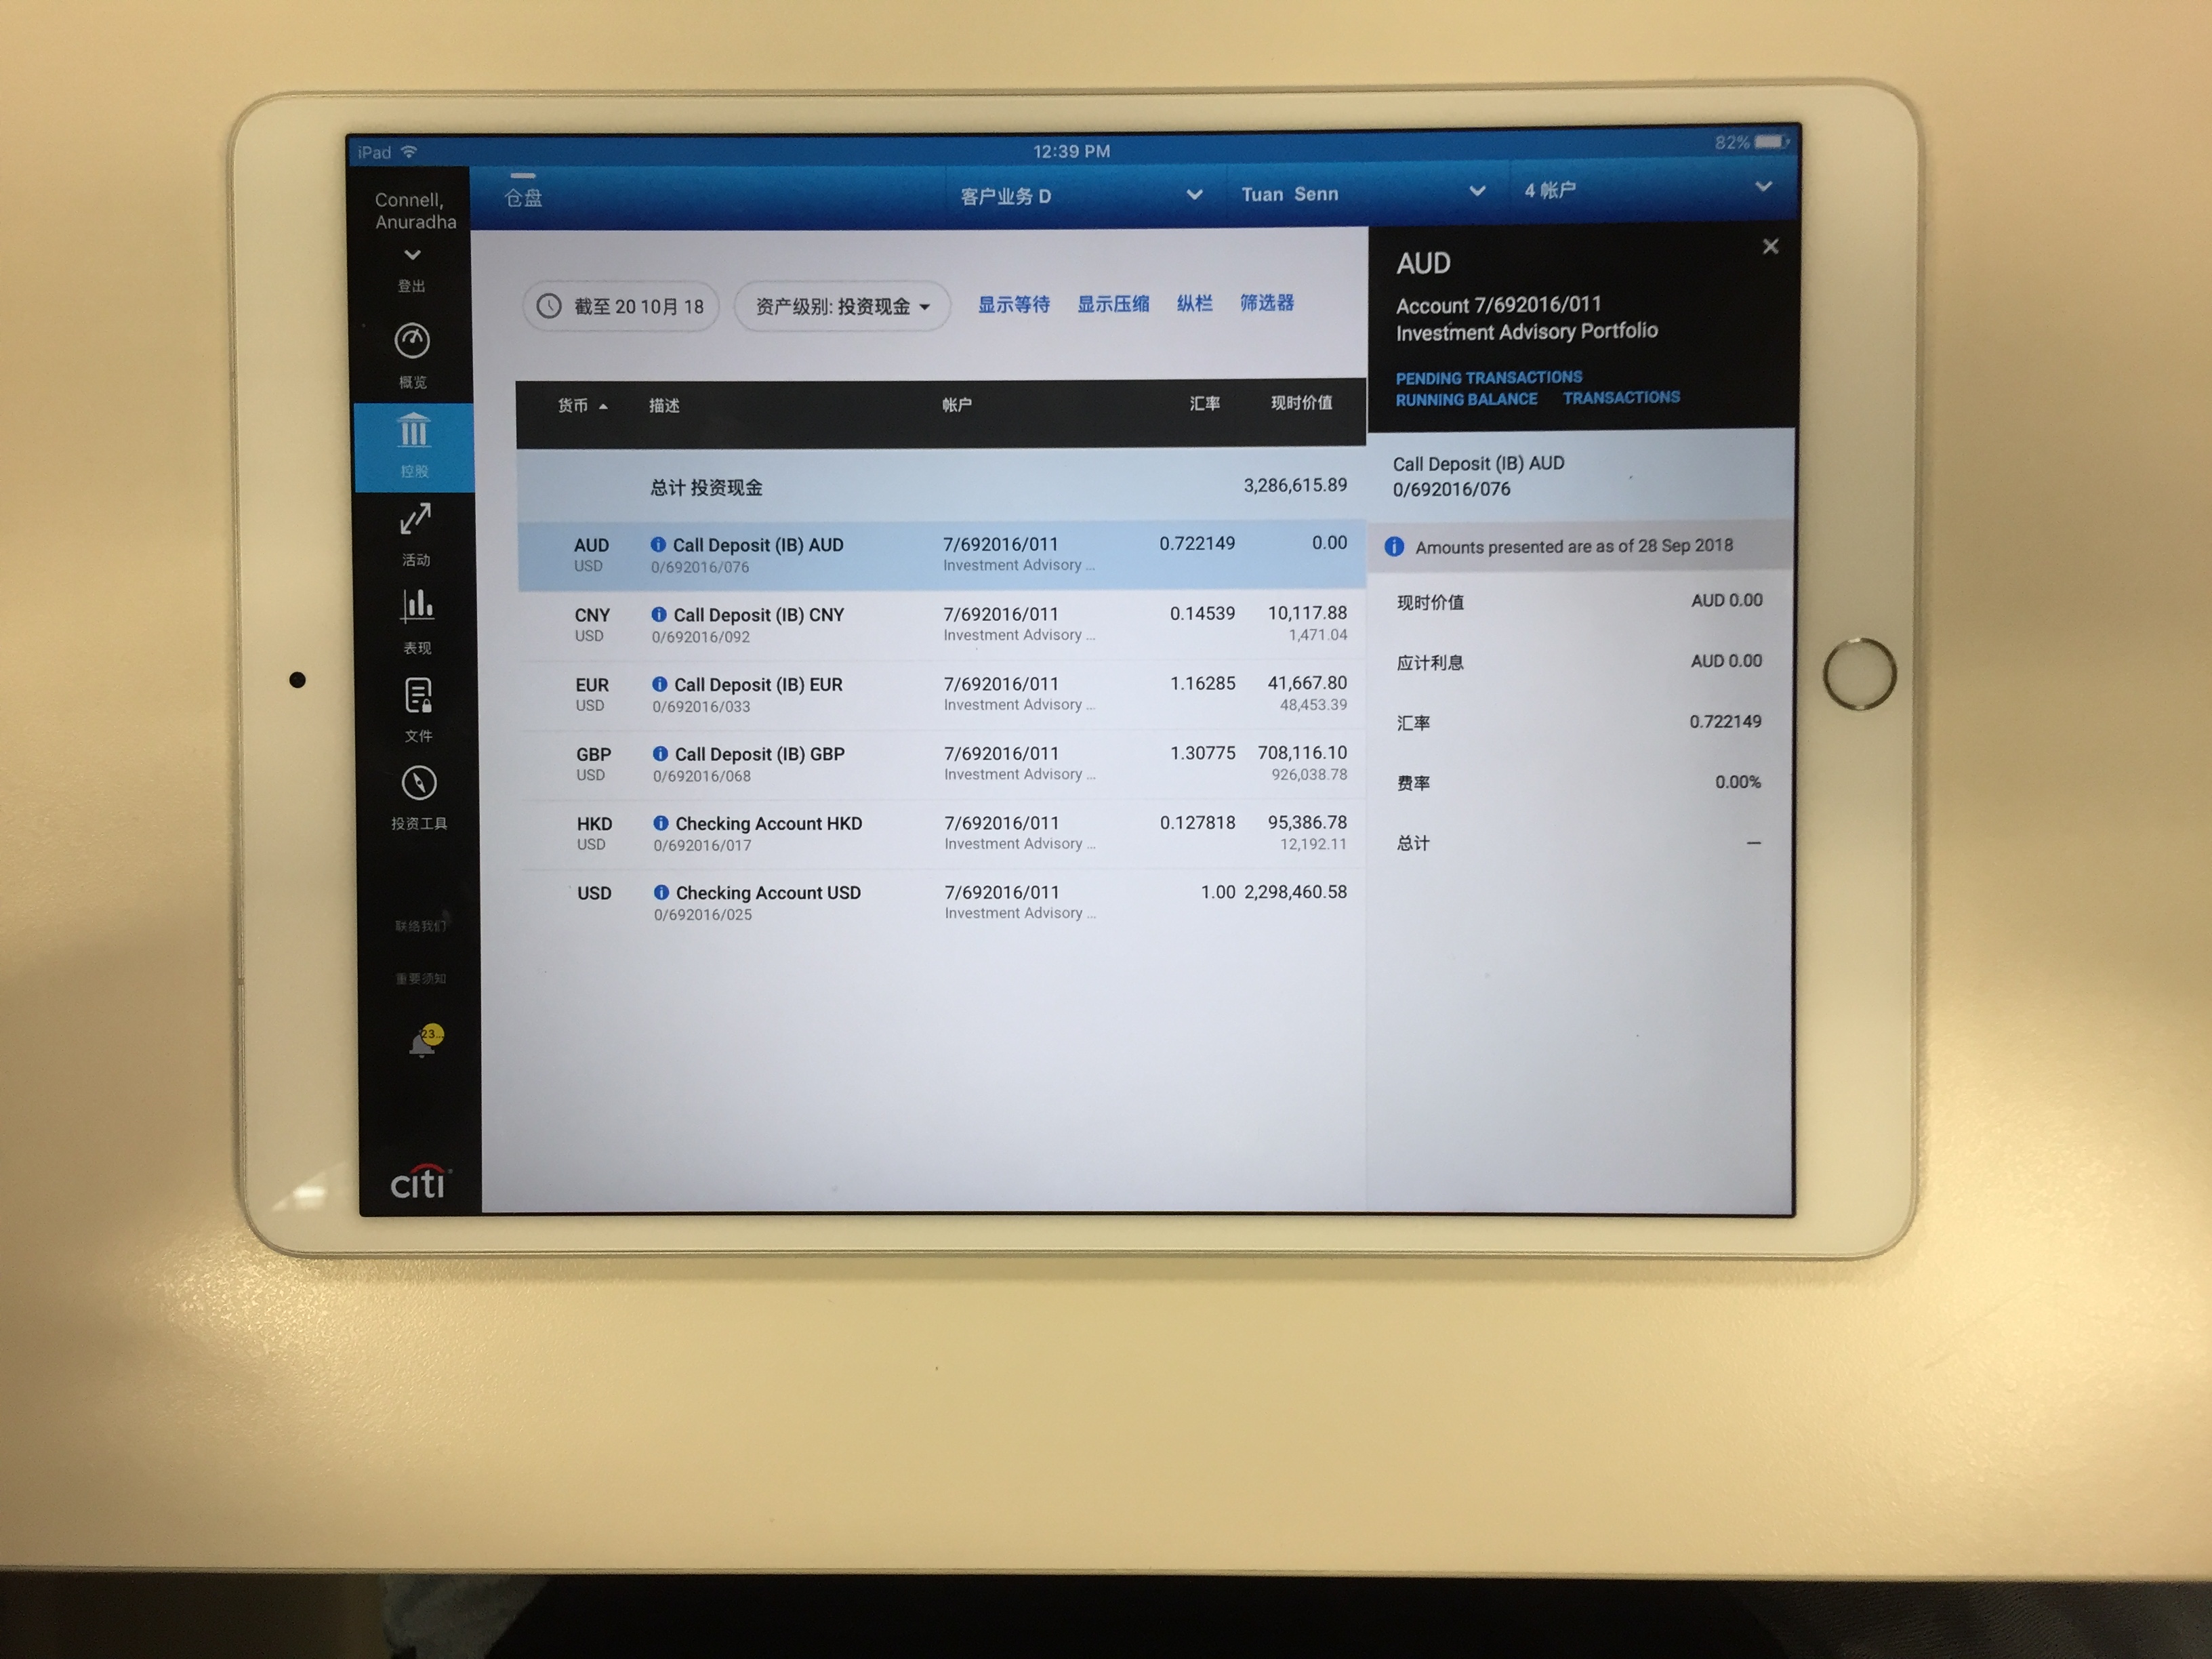 iPad
12:39 PM
82%
Connell,
Anuradha
登出
概览
控股
活动
表现
文件
投资工具
联络我们
重要须知
23
citi
仓盘
客户业务 D
Tuan Senn
4 帐户
截至 20 10月 18
资产级别: 投资现金
显示等待 显示压缩 纵栏 筛选器
货币 描述 帐户 汇率 现时价值
总计 投资现金 3,286,615.89
AUD Call Deposit (IB) AUD 7/692016/011 0.722149 0.00
USD 0/692016/076 Investment Advisory ...
CNY Call Deposit (IB) CNY 7/692016/011 0.14539 10,117.88
USD 0/692016/092 Investment Advisory ... 1,471.04
EUR Call Deposit (IB) EUR 7/692016/011 1.16285 41,667.80
USD 0/692016/033 Investment Advisory ... 48,453.39
GBP Call Deposit (IB) GBP 7/692016/011 1.30775 708,116.10
USD 0/692016/068 Investment Advisory ... 926,038.78
HKD Checking Account HKD 7/692016/011 0.127818 95,386.78
USD 0/692016/017 Investment Advisory ... 12,192.11
USD Checking Account USD 7/692016/011 1.00 2,298,460.58
0/692016/025 Investment Advisory ...
AUD
Account 7/692016/011
Investment Advisory Portfolio
PENDING TRANSACTIONS
RUNNING BALANCE TRANSACTIONS
Call Deposit (IB) AUD
0/692016/076
Amounts presented are as of 28 Sep 2018
现时价值 AUD 0.00
应计利息 AUD 0.00
汇率 0.722149
费率 0.00%
总计 —